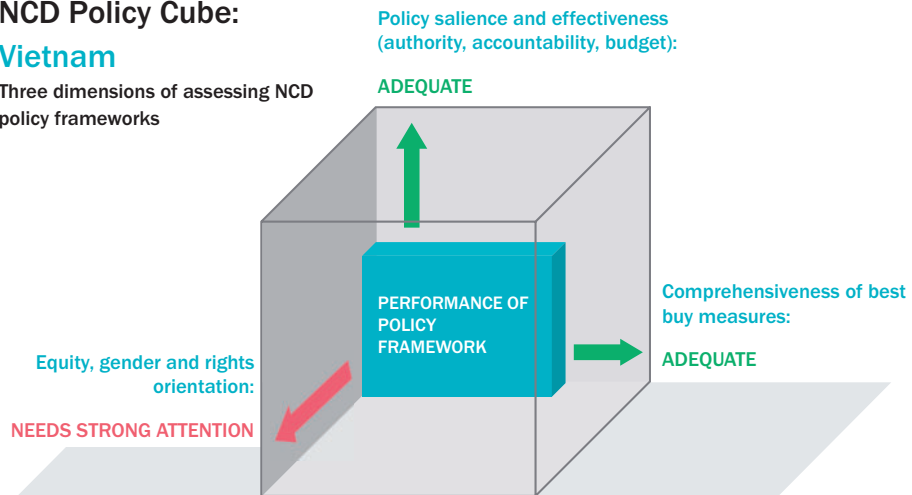 NCD Policy Cube:
Vietnam
Three dimensions of assessing NCD
policy frameworks
Policy salience and effectiveness
(authority, accountability, budget):
ADEQUATE
PERFORMANCE OF
POLICY
FRAMEWORK
Comprehensiveness of best
buy measures:
ADEQUATE
Equity, gender and rights
orientation:
NEEDS STRONG ATTENTION